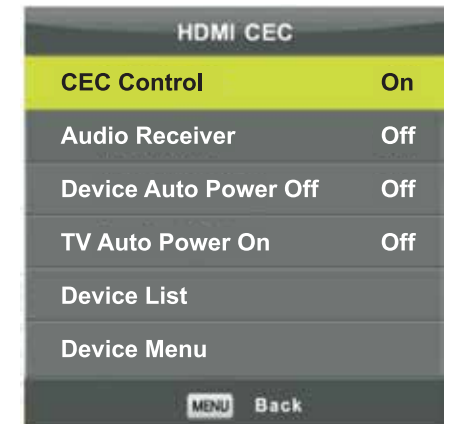 HDMI CEC
CEC Control On
Audio Receiver Off
Device Auto Power Off Off
TV Auto Power On Off
Device List
Device Menu
MENU Back